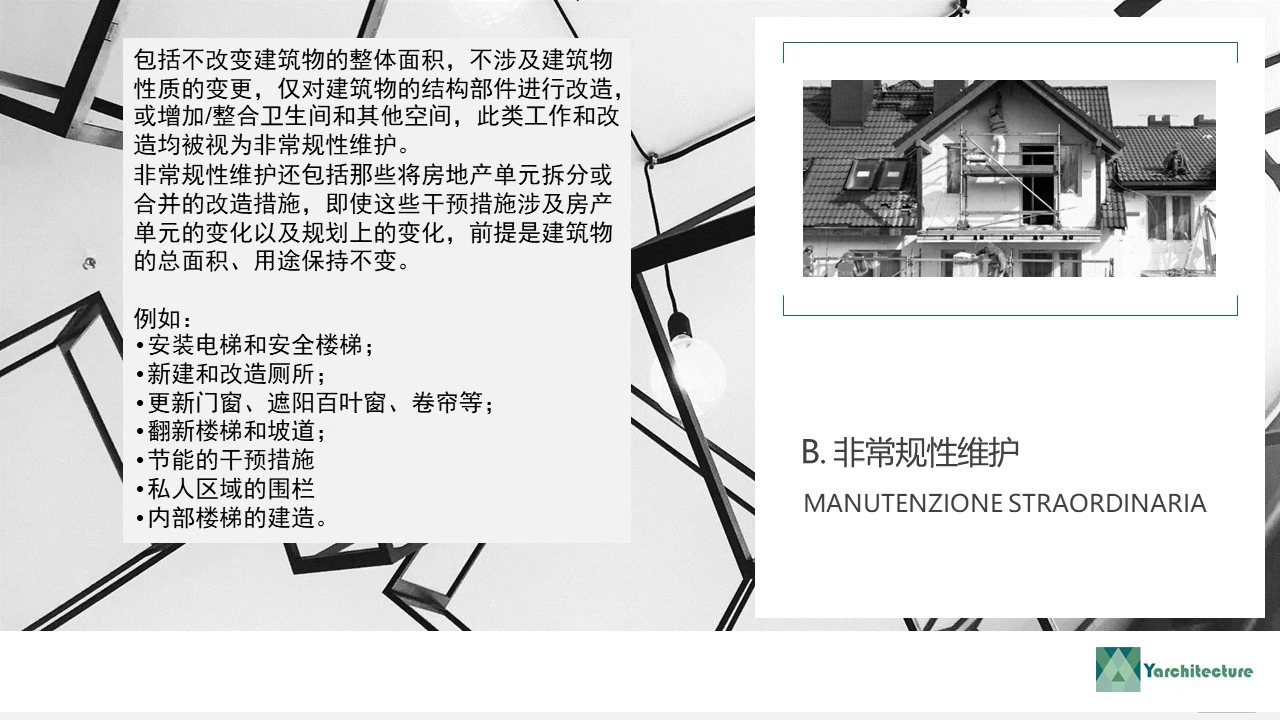 包括不改变建筑物的整体面积，不涉及建筑物
性质的变更，仅对建筑物的结构部件进行改造，
或增加/整合卫生间和其他空间，此类工作和改
造均被视为非常规性维护。
非常规性维护还包括那些将房地产单元拆分或
合并的改造措施，即使这些干预措施涉及房产
单元的变化以及规划上的变化，前提是建筑物
的总面积、用途保持不变。
例如：
•安装电梯和安全楼梯；
•新建和改造厕所；
•更新门窗、遮阳百叶窗、卷帘等；
•翻新楼梯和坡道；
•节能的干预措施
•私人区域的围栏
•内部楼梯的建造。
B. 非常规性维护
MANUTENZIONE STRAORDINARIA
Yarchitecture